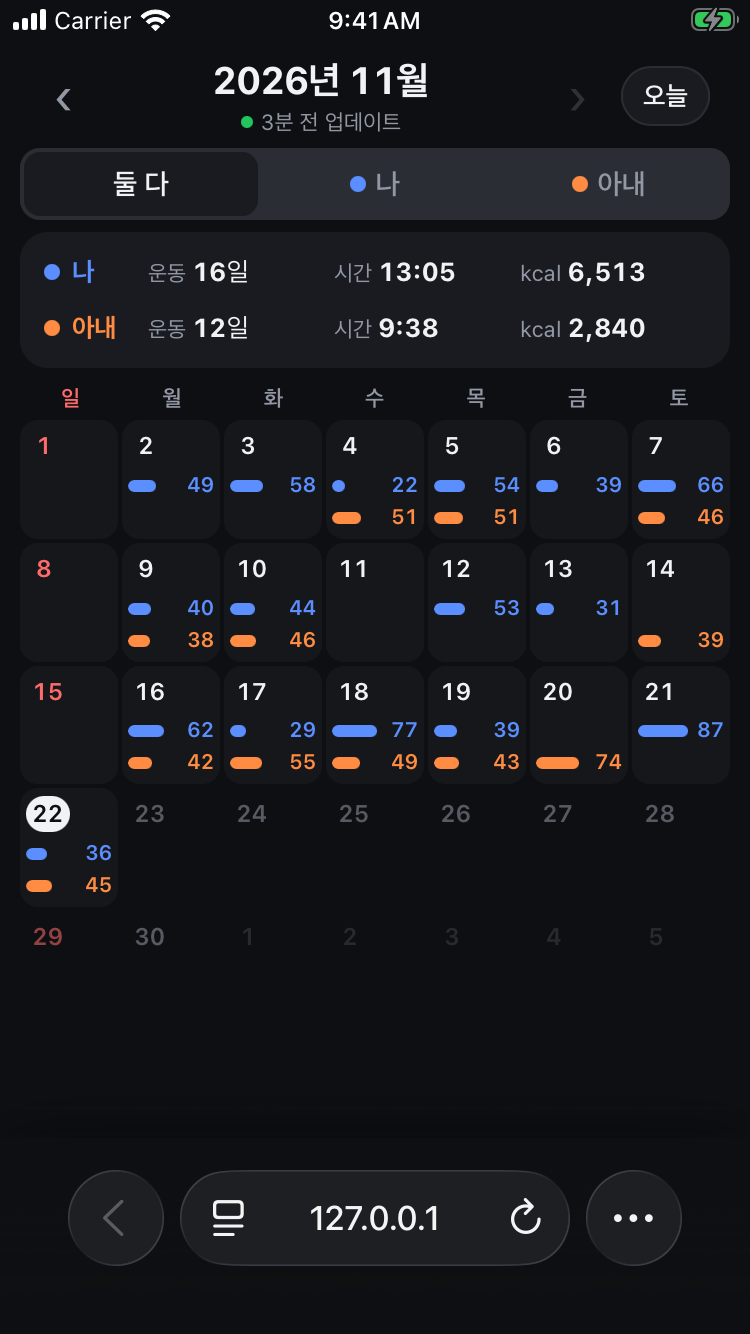 Carrier 9:41 AM
‹ 2026년 11월 › 오늘
3분 전 업데이트
둘 다 나 아내
나 운동 16일 시간 13:05 kcal 6,513
아내 운동 12일 시간 9:38 kcal 2,840
일 월 화 수 목 금 토
1 2 3 4 5 6 7
49 58 22 54 39 66
51 51 46
8 9 10 11 12 13 14
40 44 53 31
38 46 39
15 16 17 18 19 20 21
62 29 77 39 87
42 55 49 43 74
22 23 24 25 26 27 28
36
45
29 30 1 2 3 4 5
127.0.0.1